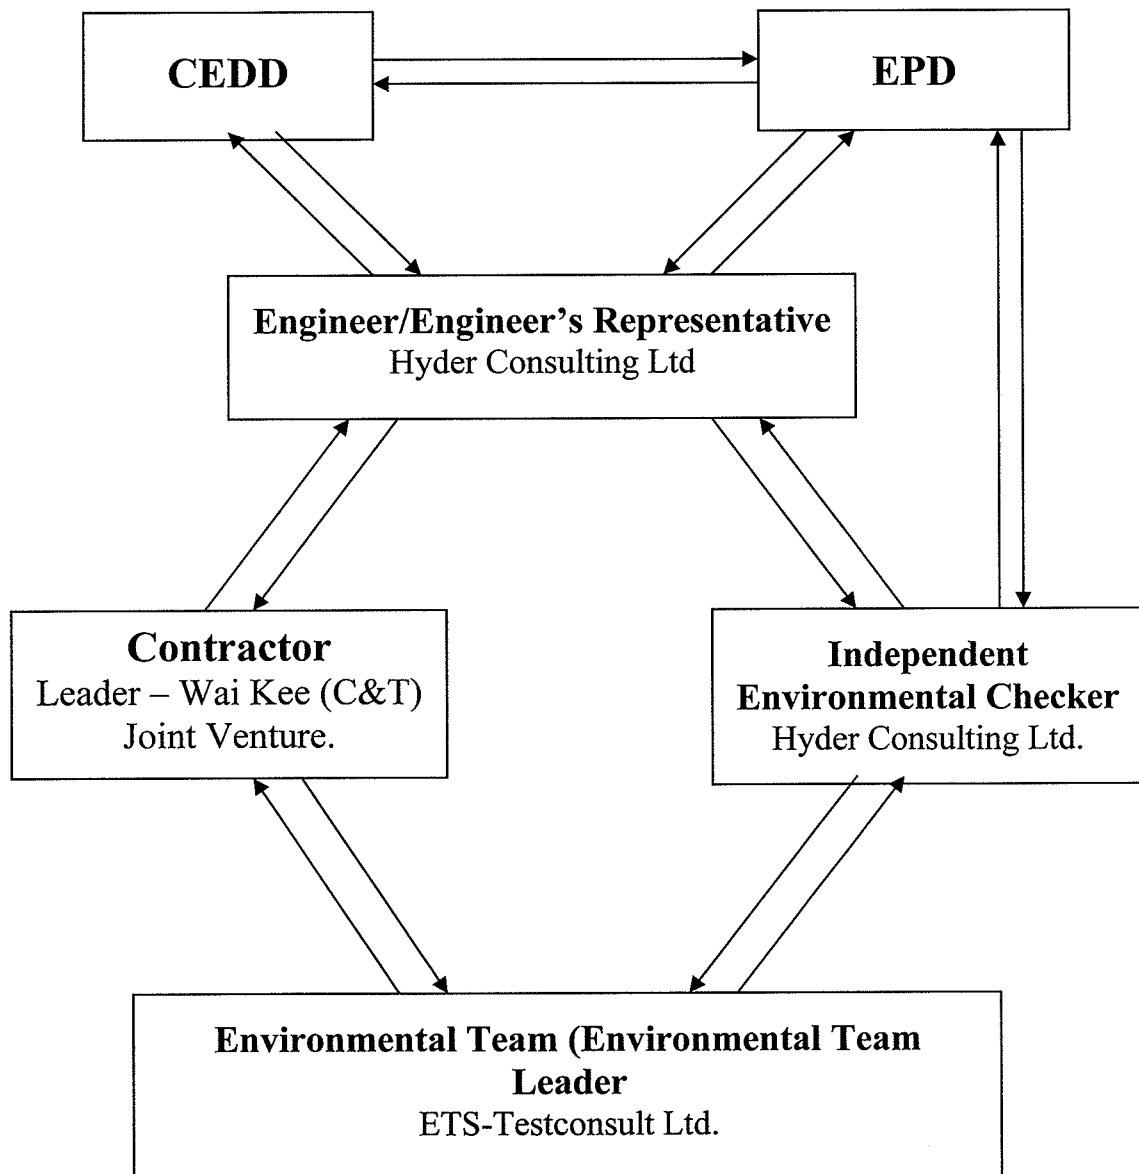 CEDD
EPD
Engineer/Engineer’s Representative
Hyder Consulting Ltd
Contractor
Leader – Wai Kee (C&T)
Joint Venture.
Independent
Environmental Checker
Hyder Consulting Ltd.
Environmental Team (Environmental Team
Leader
ETS-Testconsult Ltd.